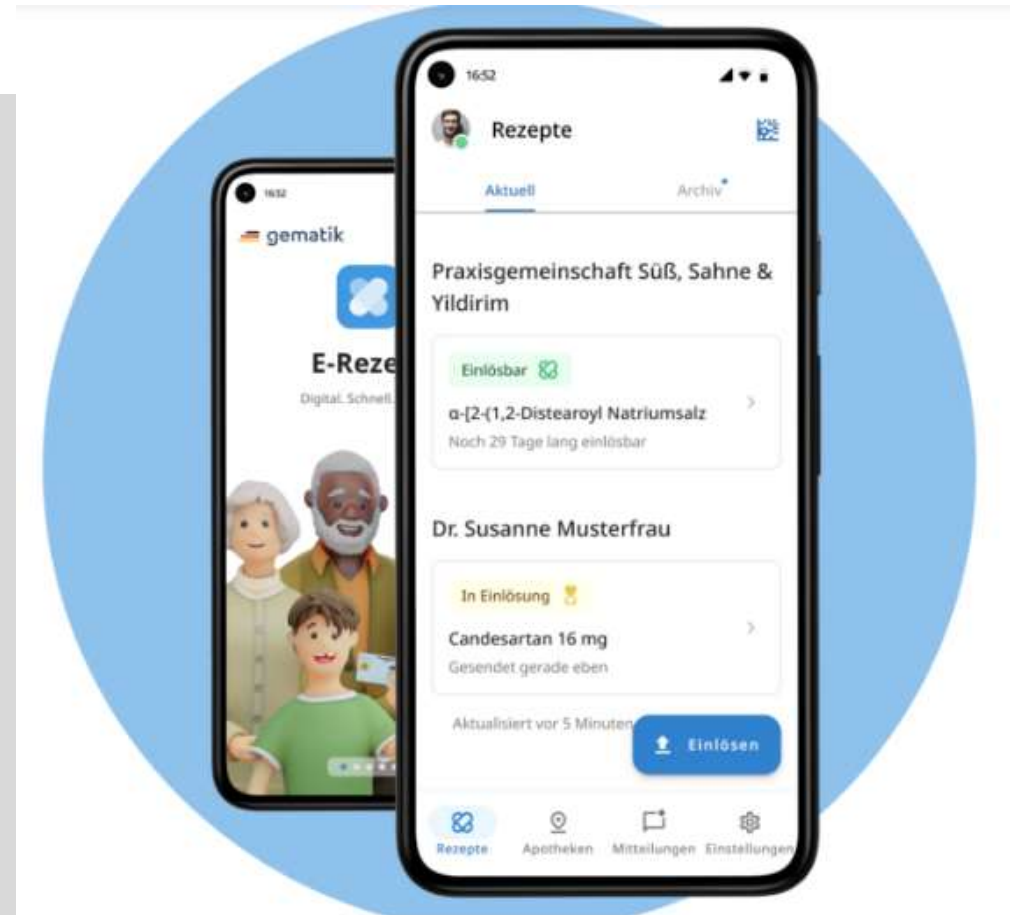 16:52
gematik
E-Reze
Digital. Schnell.
16:52
Rezepte
Aktuell
Archiv
Praxisgemeinschaft Süß, Sahne &
Yildirim
Einlösbar
α-[2-(1,2-Distearoyl Natriumsalz
Noch 29 Tage lang einlösbar
Dr. Susanne Musterfrau
In Einlösung
Candesartan 16 mg
Gesendet gerade eben
Aktualisiert vor 5 Minuten
Einlösen
Rezepte
Apotheken
Mitteilungen
Einstellungen